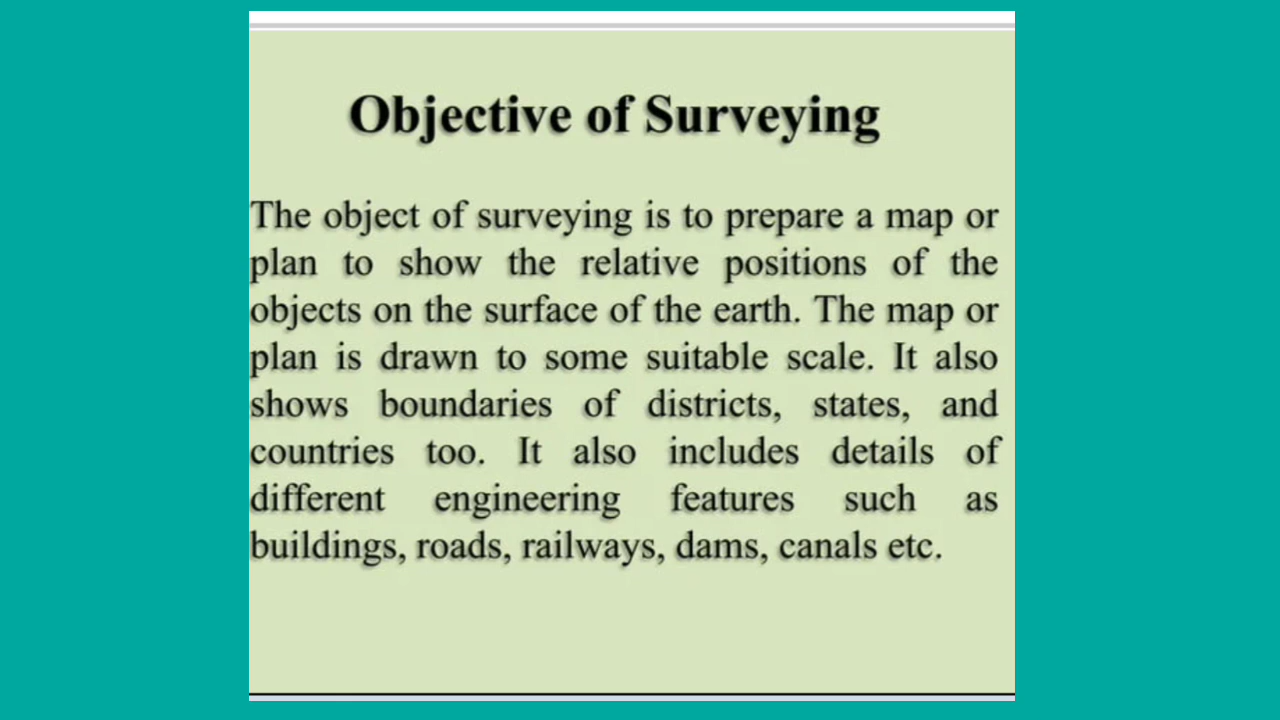 Objective of Surveying
The object of surveying is to prepare a map or
plan to show the relative positions of the
objects on the surface of the earth. The map or
plan is drawn to some suitable scale. It also
shows boundaries of districts, states, and
countries too. It also includes details of
different engineering features such as
buildings, roads, railways, dams, canals etc.